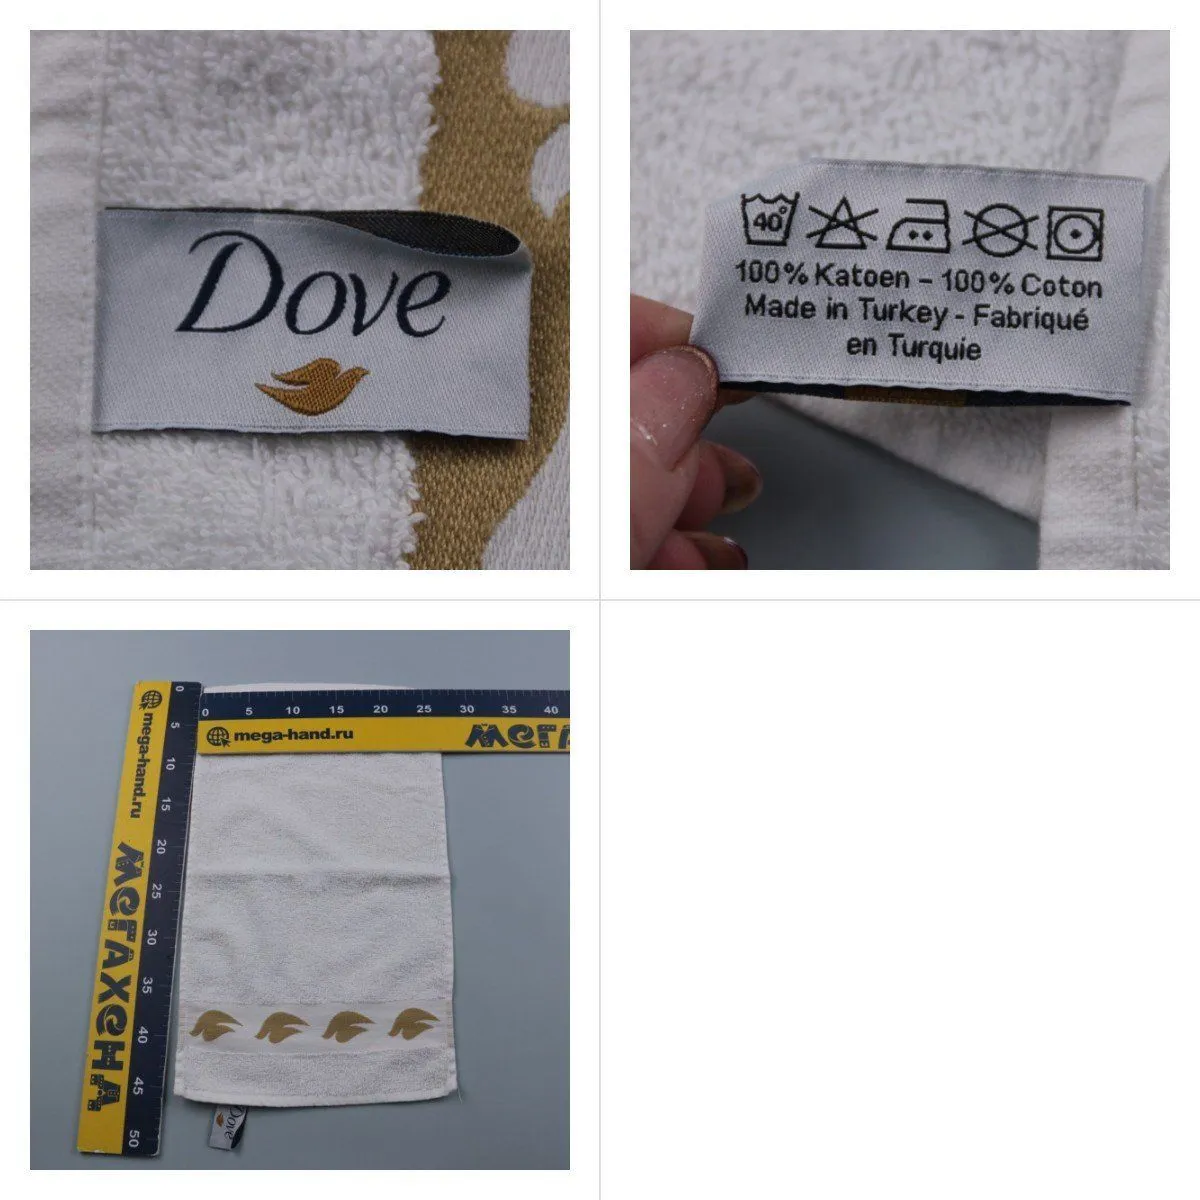 Dove
40°
100% Katoen - 100% Coton
Made in Turkey - Fabriqué
en Turquie
0 5 10 15 20 25 30 35 40
mega-hand.ru
МЕГА
0 5 10 15 20 25 30 35 40 45 50
mega-hand.ru
МЕГАХЕНД
Dove